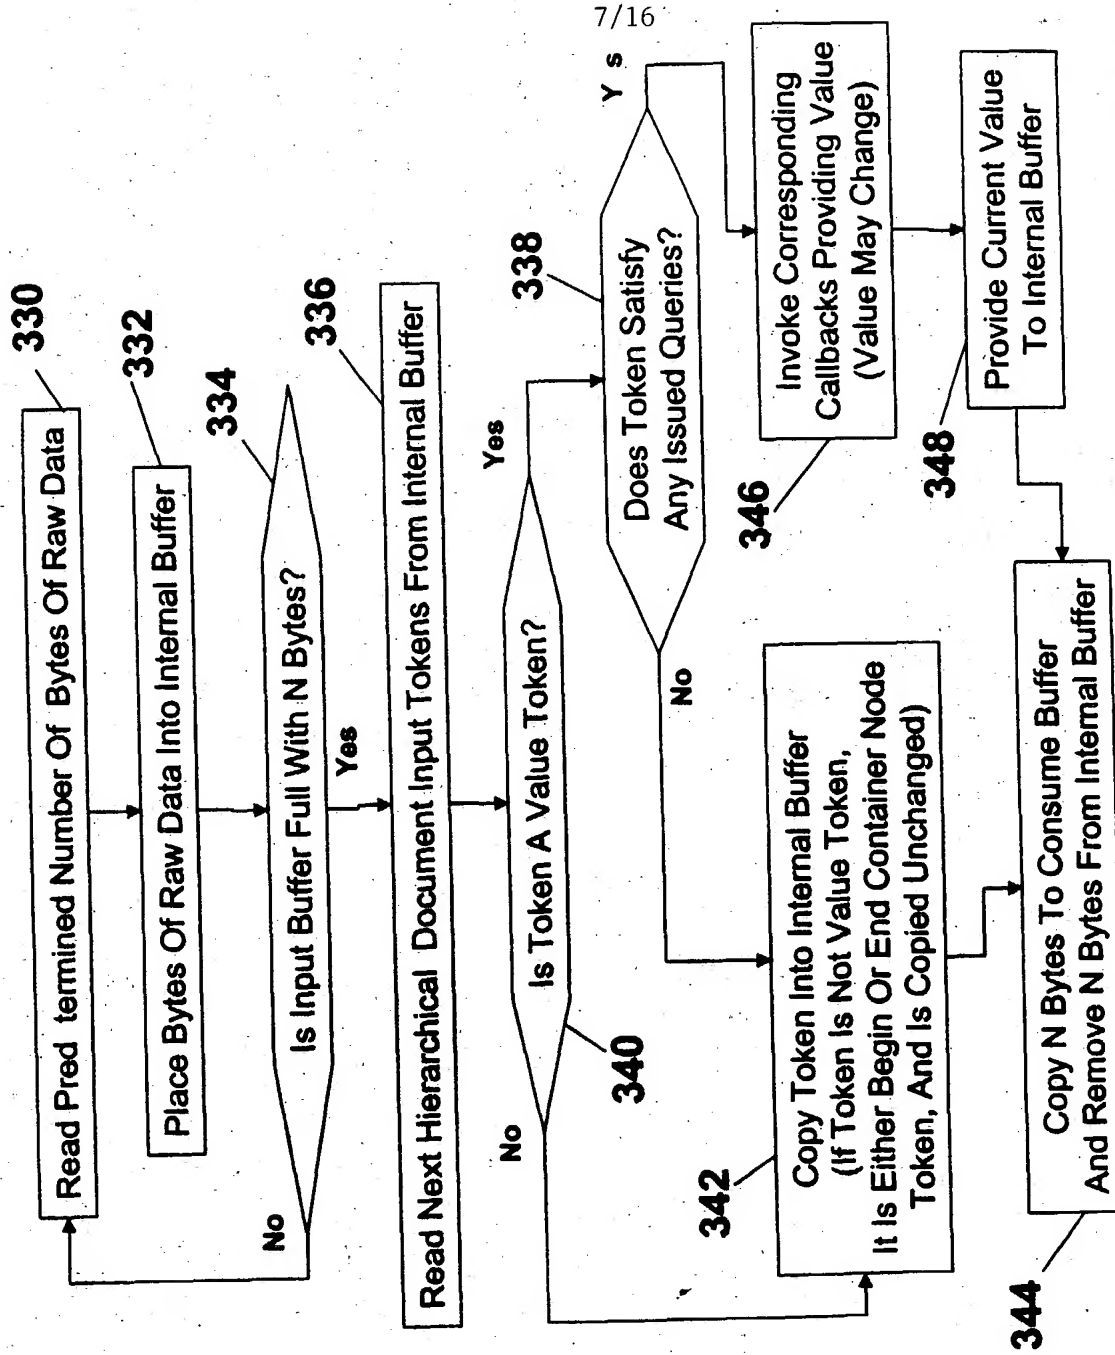 7/16
330
Read Pred termined Number Of Bytes Of Raw Data
332
Place Bytes Of Raw Data Into Internal Buffer
334
Is Input Buffer Full With N Bytes?
No
Yes
336
Read Next Hierarchical Document Input Tokens From Internal Buffer
Is Token A Value Token?
340
No
Yes
338
Does Token Satisfy
Any Issued Queries?
No
Y s
342
Copy Token Into Internal Buffer
(If Token Is Not Value Token,
It Is Either Begin Or End Container Node
Token, And Is Copied Unchanged)
346
Invoke Corresponding
Callbacks Providing Value
(Value May Change)
348
Provide Current Value
To Internal Buffer
344
Copy N Bytes To Consume Buffer
And Remove N Bytes From Internal Buffer